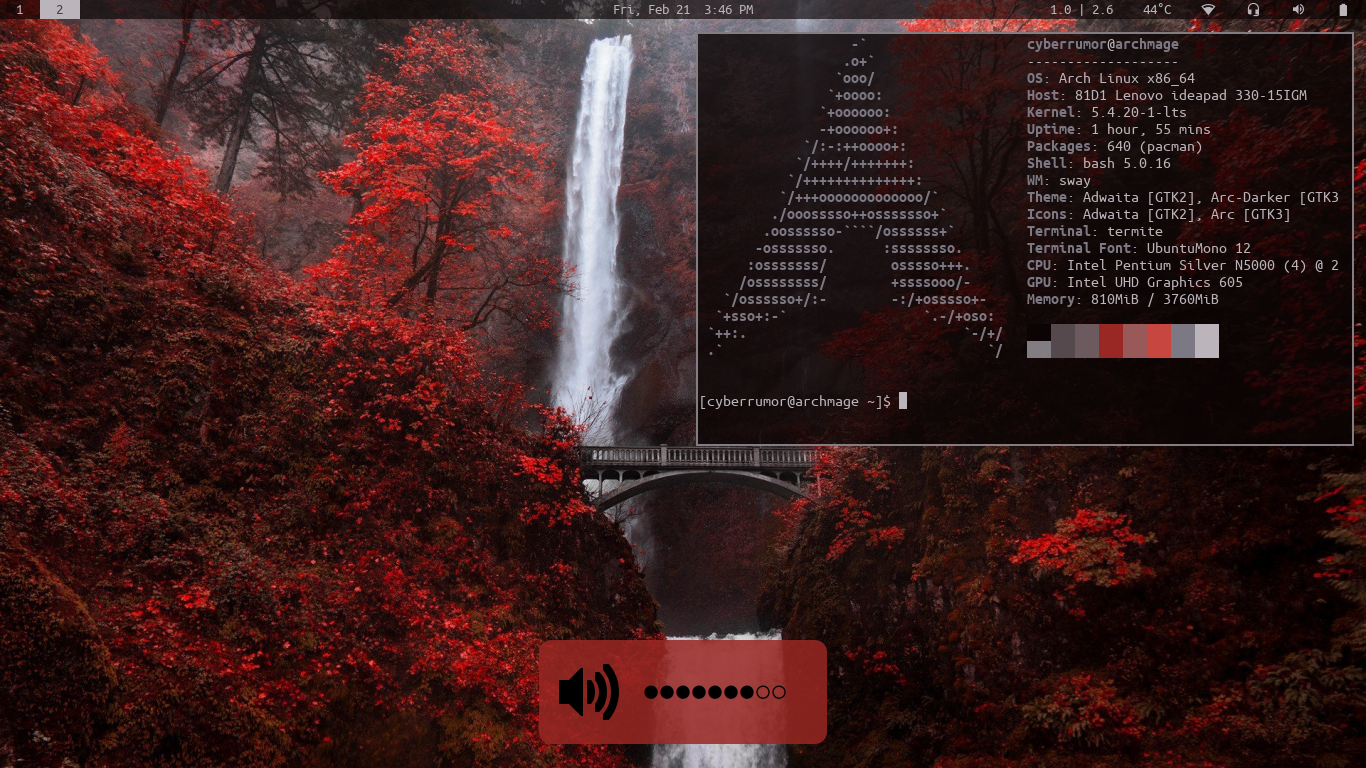 1 2 Fri, Feb 21 3:46 PM 1.0 | 2.6 44°C
cyberrumor@archmage
-------------------
OS: Arch Linux x86_64
Host: 81D1 Lenovo ideapad 330-15IGM
Kernel: 5.4.20-1-lts
Uptime: 1 hour, 55 mins
Packages: 640 (pacman)
Shell: bash 5.0.16
WM: sway
Theme: Adwaita [GTK2], Arc-Darker [GTK3
Icons: Adwaita [GTK2], Arc [GTK3]
Terminal: termite
Terminal Font: UbuntuMono 12
CPU: Intel Pentium Silver N5000 (4) @ 2
GPU: Intel UHD Graphics 605
Memory: 810MiB / 3760MiB
[cyberrumor@archmage ~]$